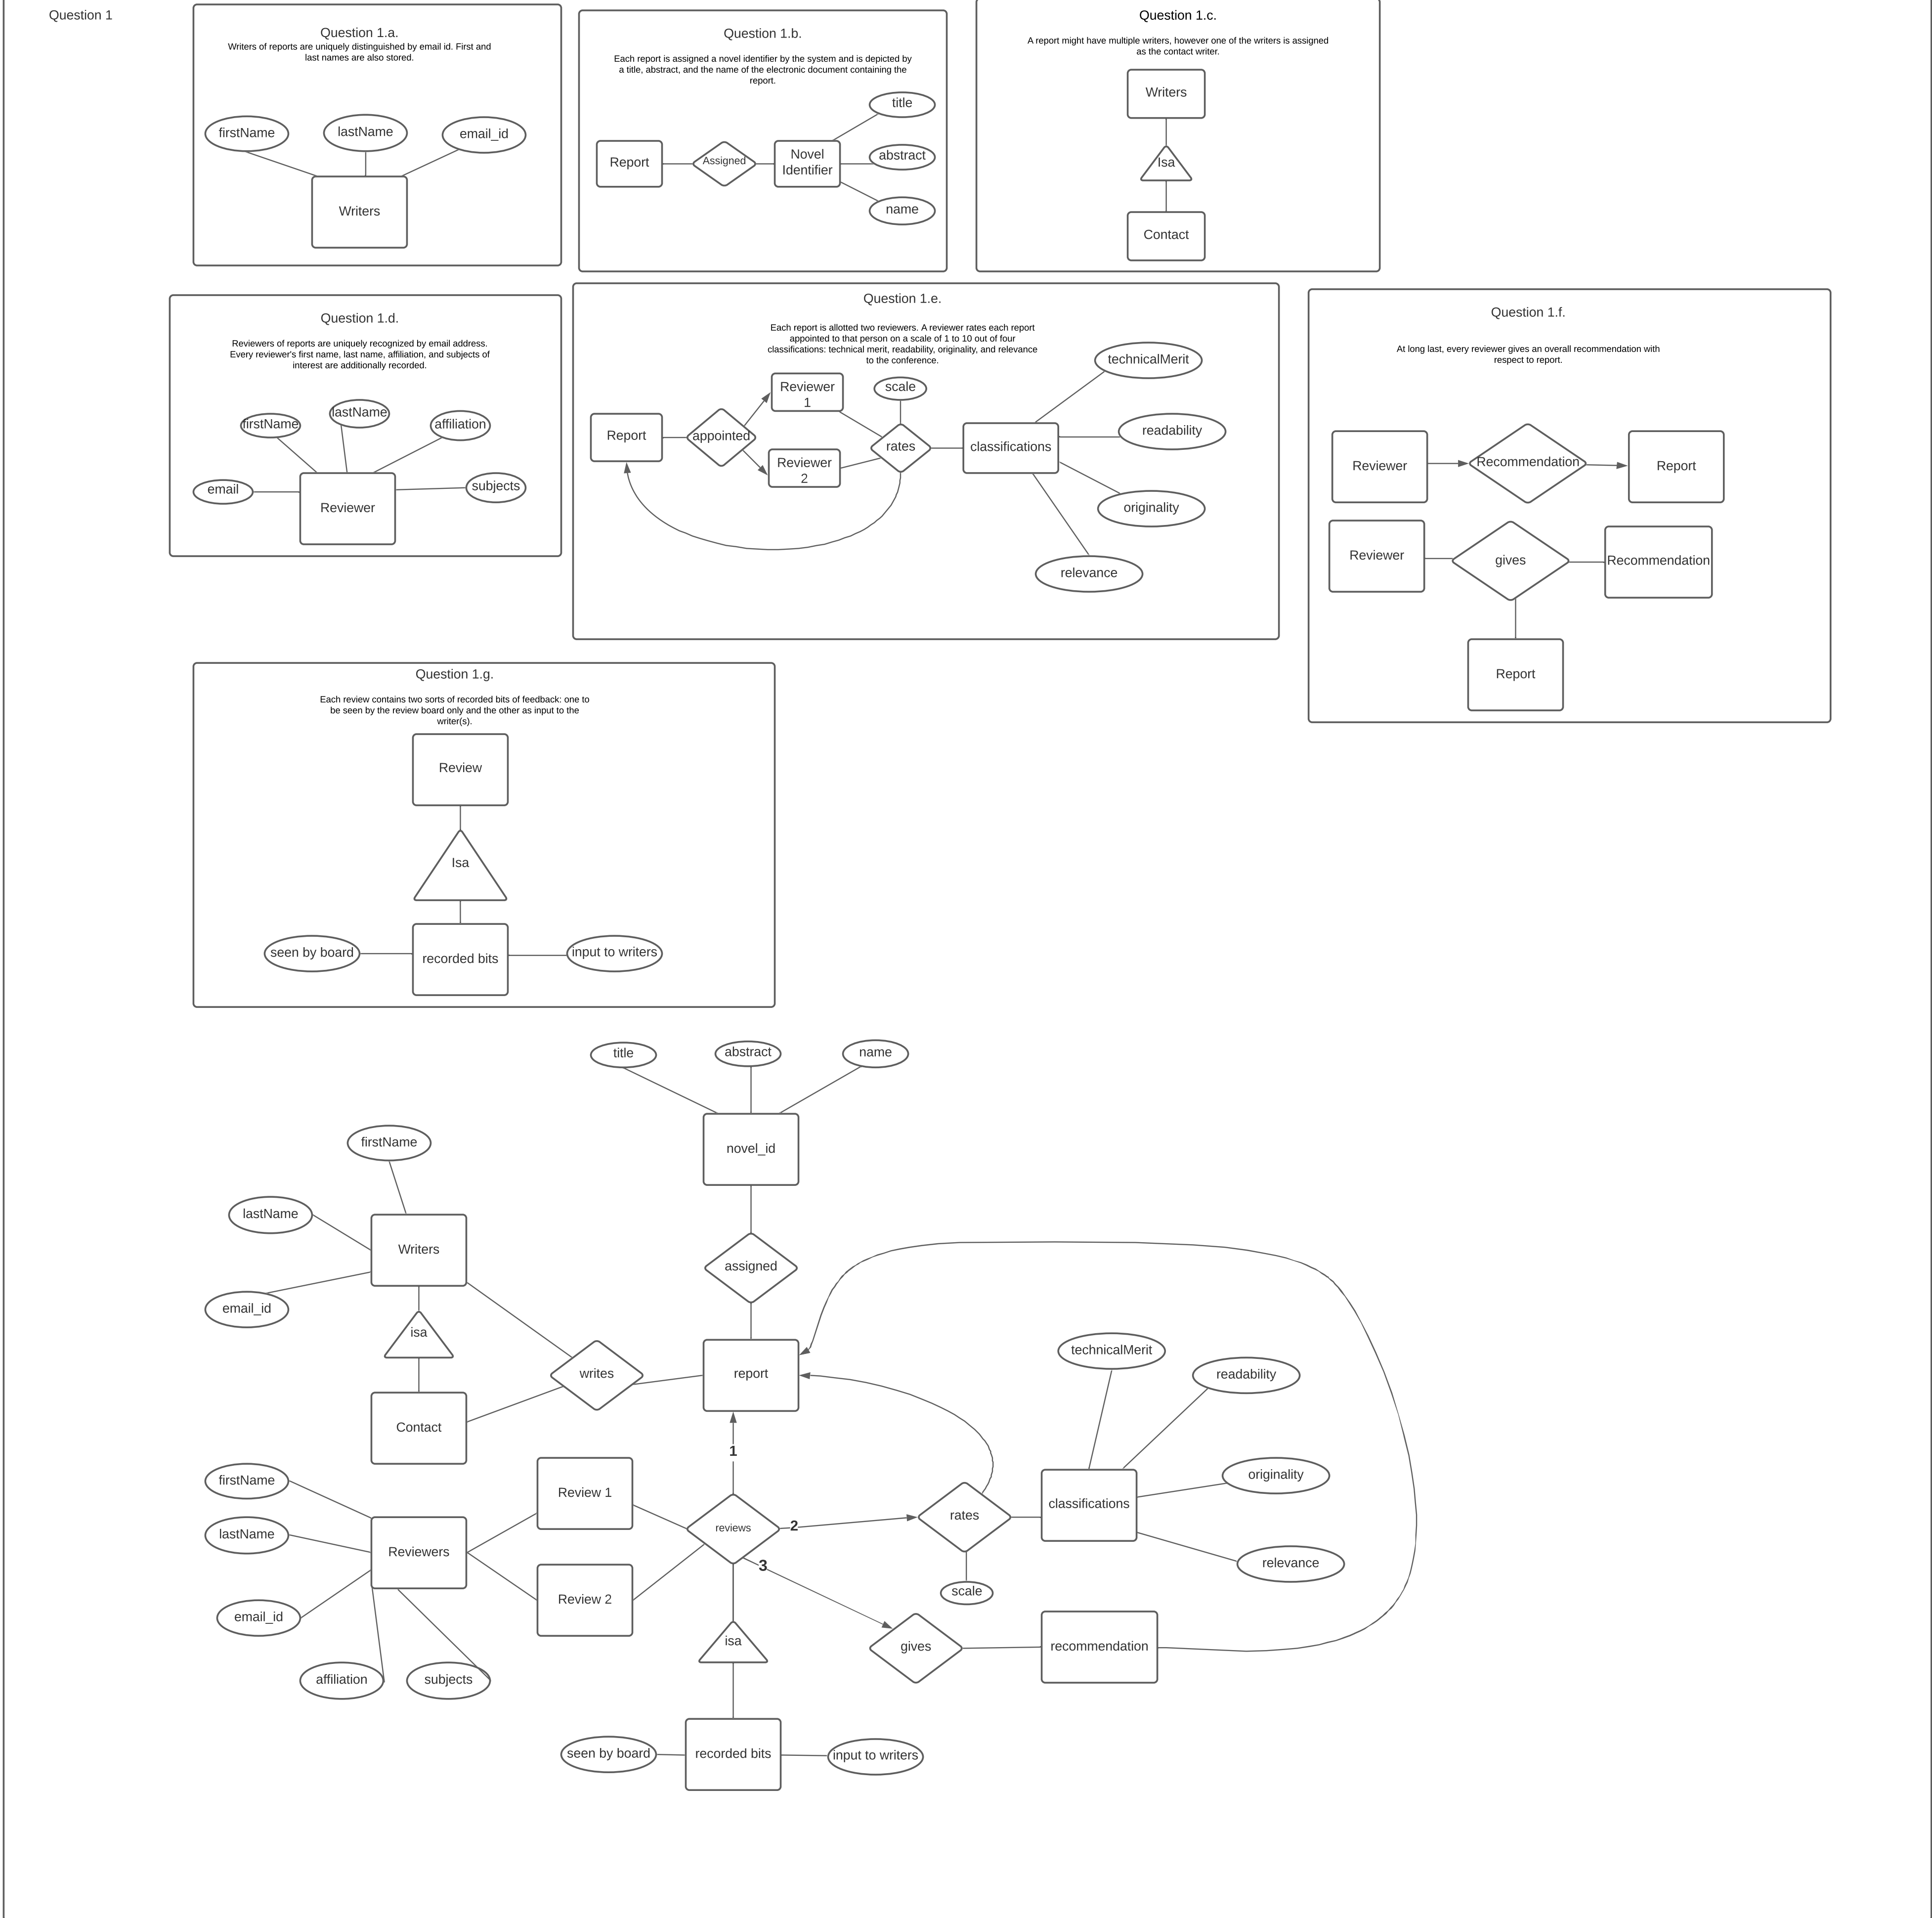 Question 1
Question 1.a.
Writers of reports are uniquely distinguished by email id. First and
last names are also stored.
firstName
lastName
email_id
Writers
Question 1.b.
Each report is assigned a novel identifier by the system and is depicted by
a title, abstract, and the name of the electronic document containing the
report.
title
Report
Assigned
Novel
Identifier
abstract
name
Question 1.c.
A report might have multiple writers, however one of the writers is assigned
as the contact writer.
Writers
Isa
Contact
Question 1.d.
Reviewers of reports are uniquely recognized by email address.
Every reviewer's first name, last name, affiliation, and subjects of
interest are additionally recorded.
firstName
lastName
affiliation
email
subjects
Reviewer
Question 1.e.
Each report is allotted two reviewers. A reviewer rates each report
appointed to that person on a scale of 1 to 10 out of four
classifications: technical merit, readability, originality, and relevance
to the conference.
technicalMerit
Reviewer
1
scale
Report
appointed
rates
classifications
readability
Reviewer
2
originality
relevance
Question 1.f.
At long last, every reviewer gives an overall recommendation with
respect to report.
Reviewer
Recommendation
Report
Reviewer
gives
Recommendation
Report
Question 1.g.
Each review contains two sorts of recorded bits of feedback: one to
be seen by the review board only and the other as input to the
writer(s).
Review
Isa
seen by board
recorded bits
input to writers
title
abstract
name
novel_id
firstName
lastName
Writers
email_id
assigned
isa
writes
report
Contact
technicalMerit
readability
1
firstName
Review 1
originality
lastName
Reviewers
reviews
2
rates
classifications
3
relevance
scale
email_id
Review 2
isa
gives
recommendation
affiliation
subjects
seen by board
recorded bits
input to writers